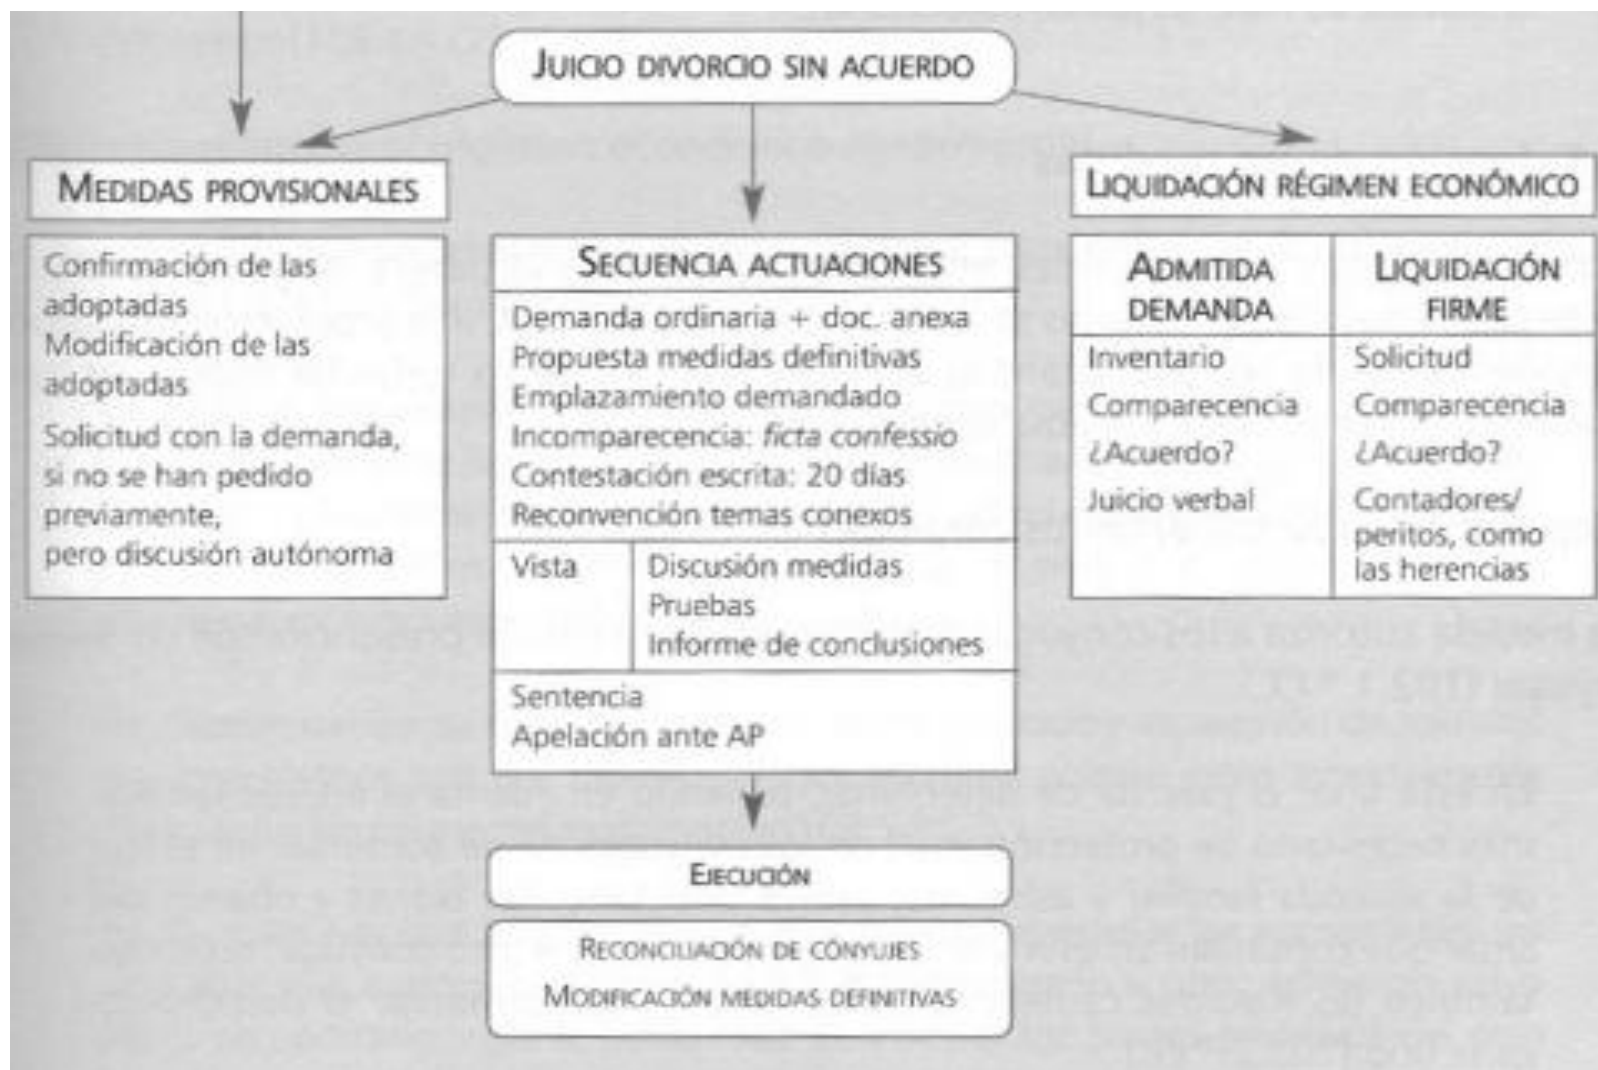 JUICIO DIVORCIO SIN ACUERDO
MEDIDAS PROVISIONALES
Confirmación de las
adoptadas
Modificación de las
adoptadas
Solicitud con la demanda,
si no se han pedido
previamente,
pero discusión autónoma
SECUENCIA ACTUACIONES
Demanda ordinaria + doc. anexa
Propuesta medidas definitivas
Emplazamiento demandado
Incomparecencia: ficta confessio
Contestación escrita: 20 días
Reconvención temas conexos
Vista
Discusión medidas
Pruebas
Informe de conclusiones
Sentencia
Apelación ante AP
LIQUIDACIÓN RÉGIMEN ECONÓMICO
ADMITIDA
DEMANDA
Inventario
Comparecencia
¿Acuerdo?
Juicio verbal
LIQUIDACIÓN
FIRME
Solicitud
Comparecencia
¿Acuerdo?
Contadores/
peritos, como
las herencias
EJECUCIÓN
RECONCILIACIÓN DE CÓNYUJES
MODIFICACIÓN MEDIDAS DEFINITIVAS